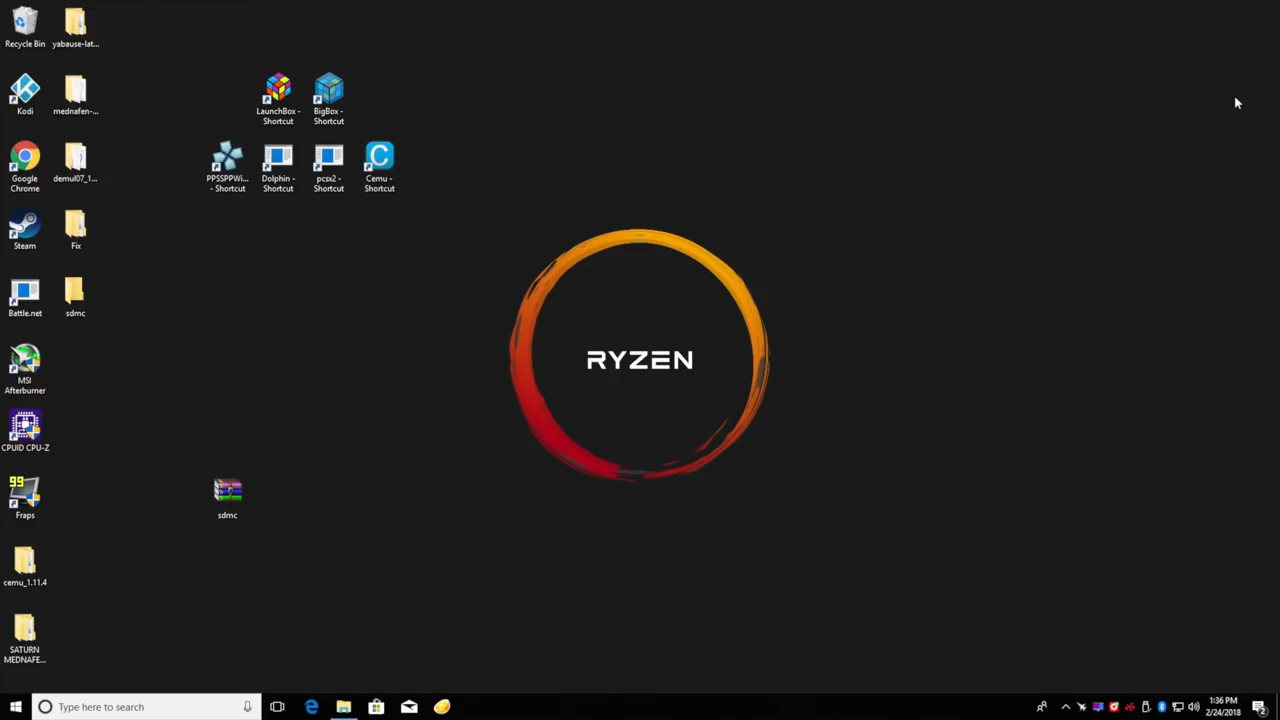 Recycle Bin
yabause-lat...
Kodi
mednafen-...
LaunchBox -
Shortcut
BigBox -
Shortcut
Google
Chrome
demul07_1...
PPSSPPWi...
- Shortcut
Dolphin -
Shortcut
pcsx2 -
Shortcut
C
Cemu -
Shortcut
Steam
Fix
Battle.net
sdmc
RYZEN
MSI
Afterburner
CPUID CPU-Z
99
Fraps
sdmc
cemu_1.11.4
SATURN
MEDNAFE...
Type here to search
1:36 PM
2/24/2018
2